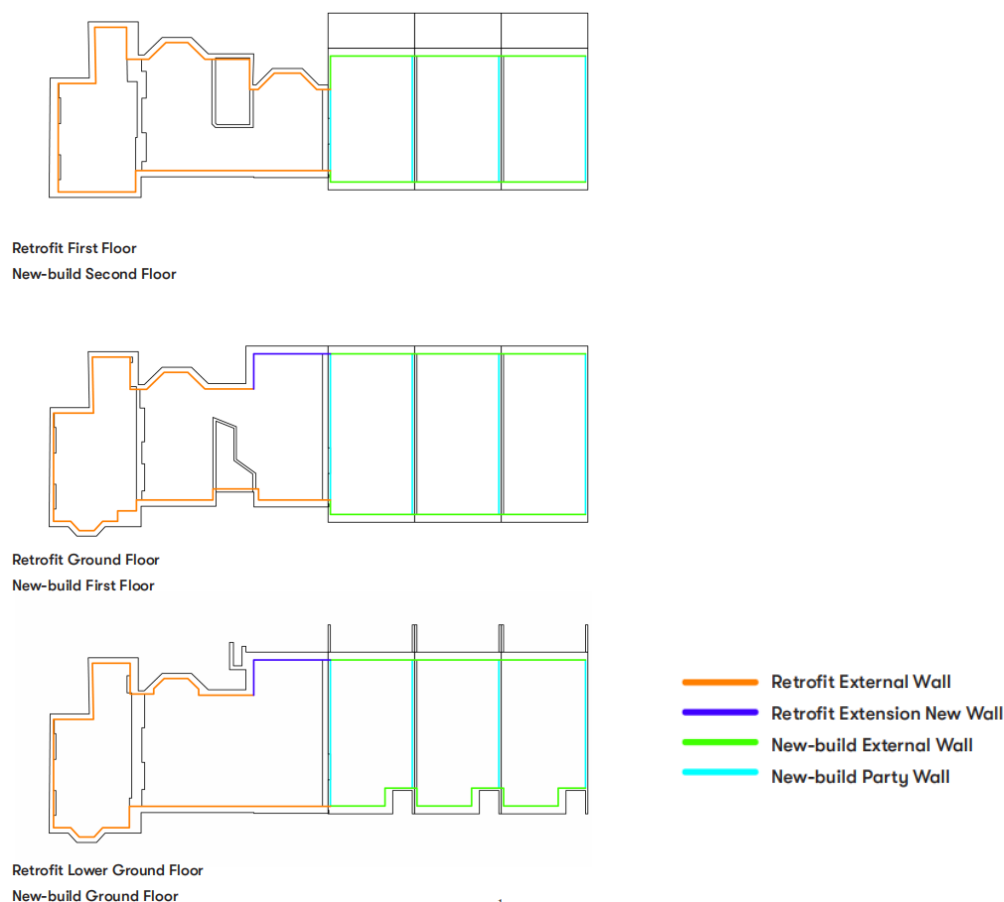 Retrofit First Floor
New-build Second Floor
Retrofit Ground Floor
New-build First Floor
Retrofit External Wall
Retrofit Extension New Wall
New-build External Wall
New-build Party Wall
Retrofit Lower Ground Floor
New-build Ground Floor